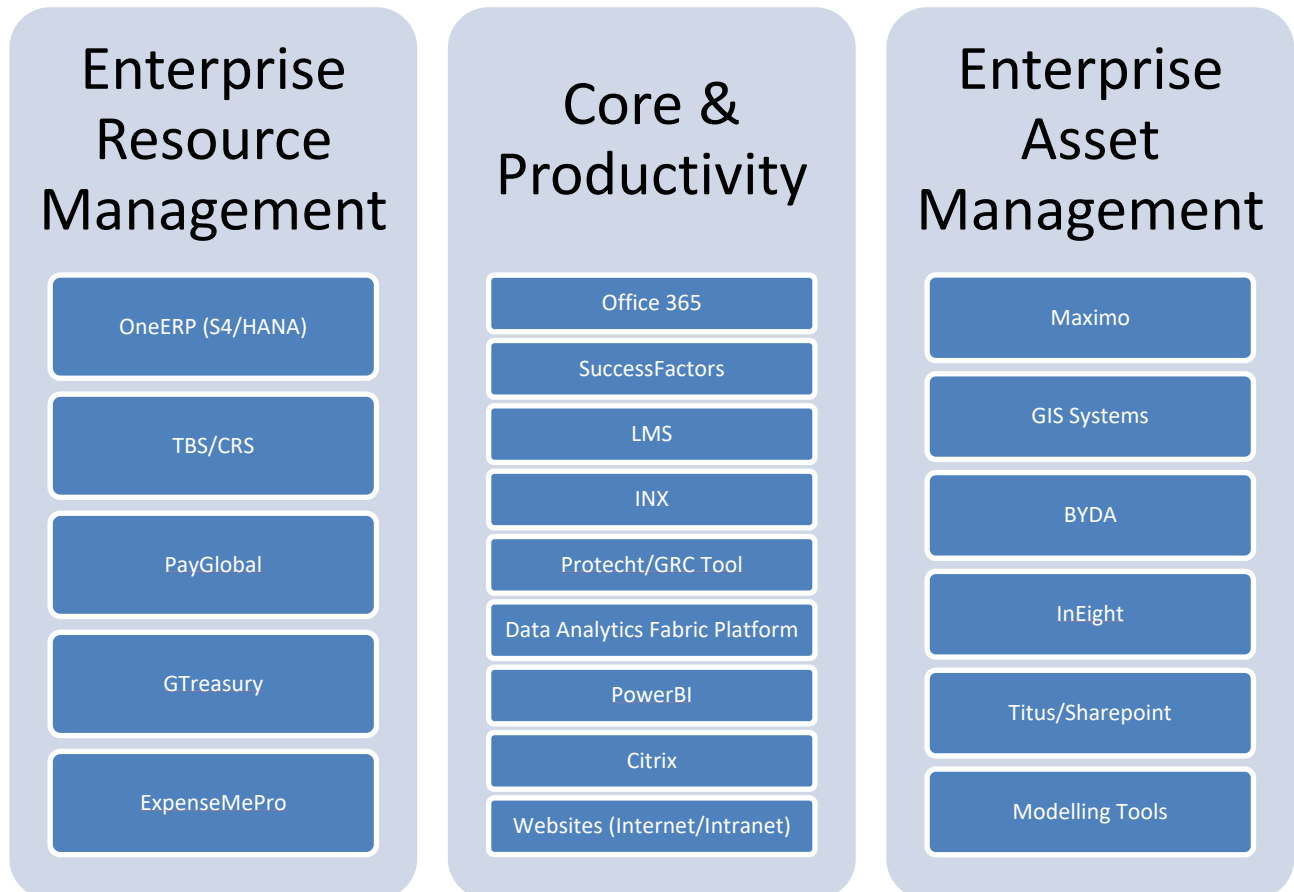 Enterprise
Resource
Management
OneERP (S4/HANA)
TBS/CRS
PayGlobal
GTreasury
ExpenseMePro
Core &
Productivity
Office 365
SuccessFactors
LMS
INX
Protecht/GRC Tool
Data Analytics Fabric Platform
PowerBI
Citrix
Websites (Internet/Intranet)
Enterprise
Asset
Management
Maximo
GIS Systems
BYDA
InEight
Titus/Sharepoint
Modelling Tools